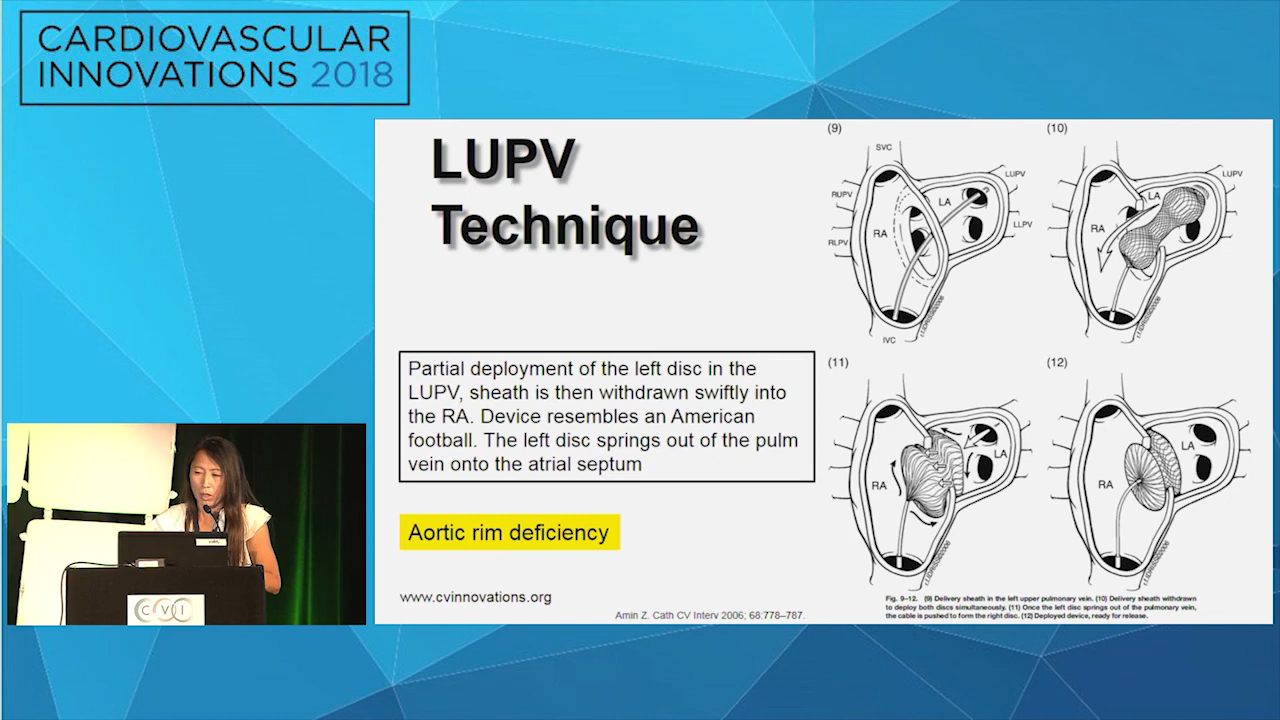 CARDIOVASCULAR
INNOVATIONS 2018
LUPV
Technique
Partial deployment of the left disc in the
LUPV, sheath is then withdrawn swiftly into
the RA. Device resembles an American
football. The left disc springs out of the pulm
vein onto the atrial septum
Aortic rim deficiency
www.cvinnovations.org
Amin Z. Cath CV Interv 2006; 68:778–787.
(9)
SVC
LUPV
RUPV
LA
RA
LLPV
RLPV
IVC
(10)
LUPV
LA
RA
(11)
LA
RA
(12)
LA
RA
Fig. 9–12. (9) Delivery sheath in the left upper pulmonary vein. (10) Delivery sheath withdrawn
to deploy both discs simultaneously. (11) Once the left disc springs out of the pulmonary vein,
the cable is pushed to form the right disc. (12) Deployed device, ready for release.
CVI